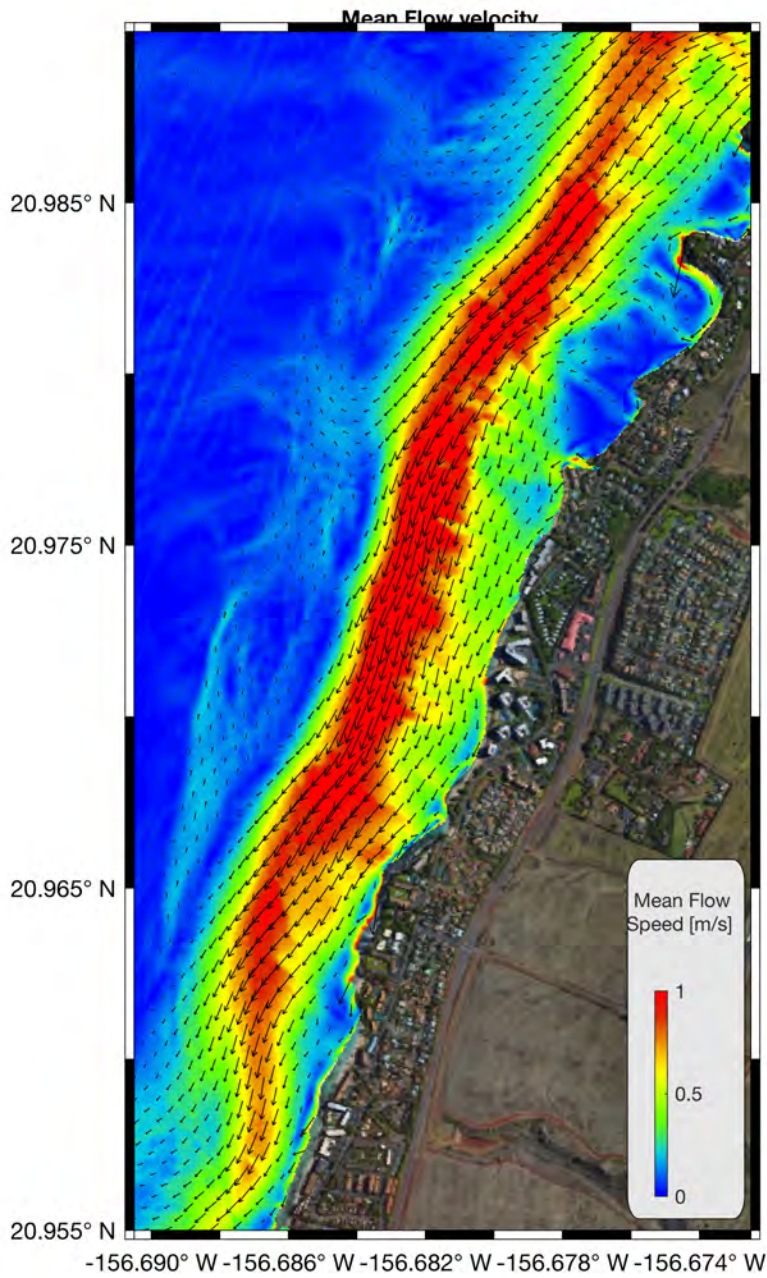 Mean Flow velocity
20.985° N
20.975° N
20.965° N
Mean Flow
Speed [m/s]
1
0.5
0
20.955° N
-156.690° W -156.686° W -156.682° W -156.678° W -156.674° W